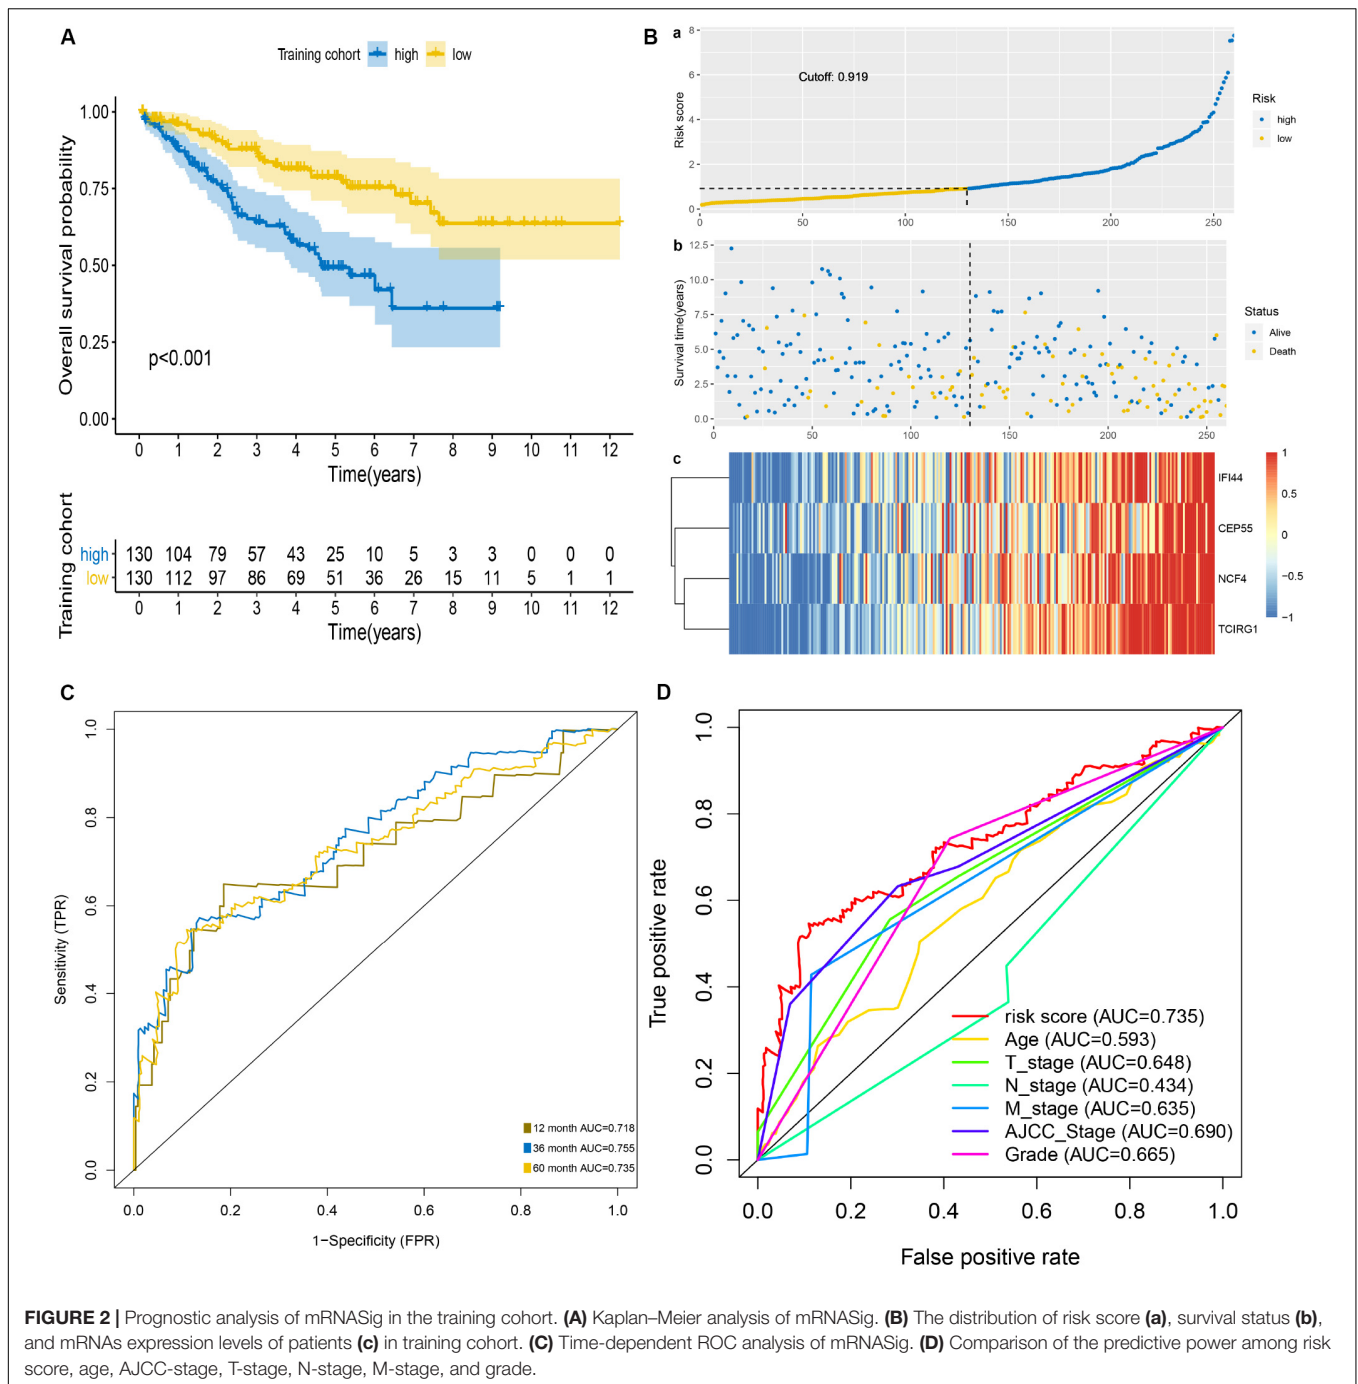 A
Training cohort high low
Overall survival probability
1.00
0.75
0.50
0.25
0.00
p<0.001
0 1 2 3 4 5 6 7 8 9 10 11 12
Time(years)
Training cohort
high 130 104 79 57 43 25 10 5 3 3 0 0 0
low 130 112 97 86 69 51 36 26 15 11 5 1 1
0 1 2 3 4 5 6 7 8 9 10 11 12
Time(years)
B
a
Risk score
8
6
4
2
0
Cutoff: 0.919
0 50 100 150 200 250
Risk
high
low
b
Survival time(years)
12.5
10.0
7.5
5.0
2.5
0.0
0 50 100 150 200 250
Status
Alive
Death
c
IFI44
CEP55
NCF4
TCIRG1
1
0.5
0
−0.5
−1
C
Sensitivity (TPR)
1.0
0.8
0.6
0.4
0.2
0.0
12 month AUC=0.718
36 month AUC=0.755
60 month AUC=0.735
0.0 0.2 0.4 0.6 0.8 1.0
1−Specificity (FPR)
D
True positive rate
1.0
0.8
0.6
0.4
0.2
0.0
risk score (AUC=0.735)
Age (AUC=0.593)
T_stage (AUC=0.648)
N_stage (AUC=0.434)
M_stage (AUC=0.635)
AJCC_Stage (AUC=0.690)
Grade (AUC=0.665)
0.0 0.2 0.4 0.6 0.8 1.0
False positive rate
FIGURE 2 | Prognostic analysis of mRNASig in the training cohort. (A) Kaplan–Meier analysis of mRNASig. (B) The distribution of risk score (a), survival status (b),
and mRNAs expression levels of patients (c) in training cohort. (C) Time-dependent ROC analysis of mRNASig. (D) Comparison of the predictive power among risk
score, age, AJCC-stage, T-stage, N-stage, M-stage, and grade.